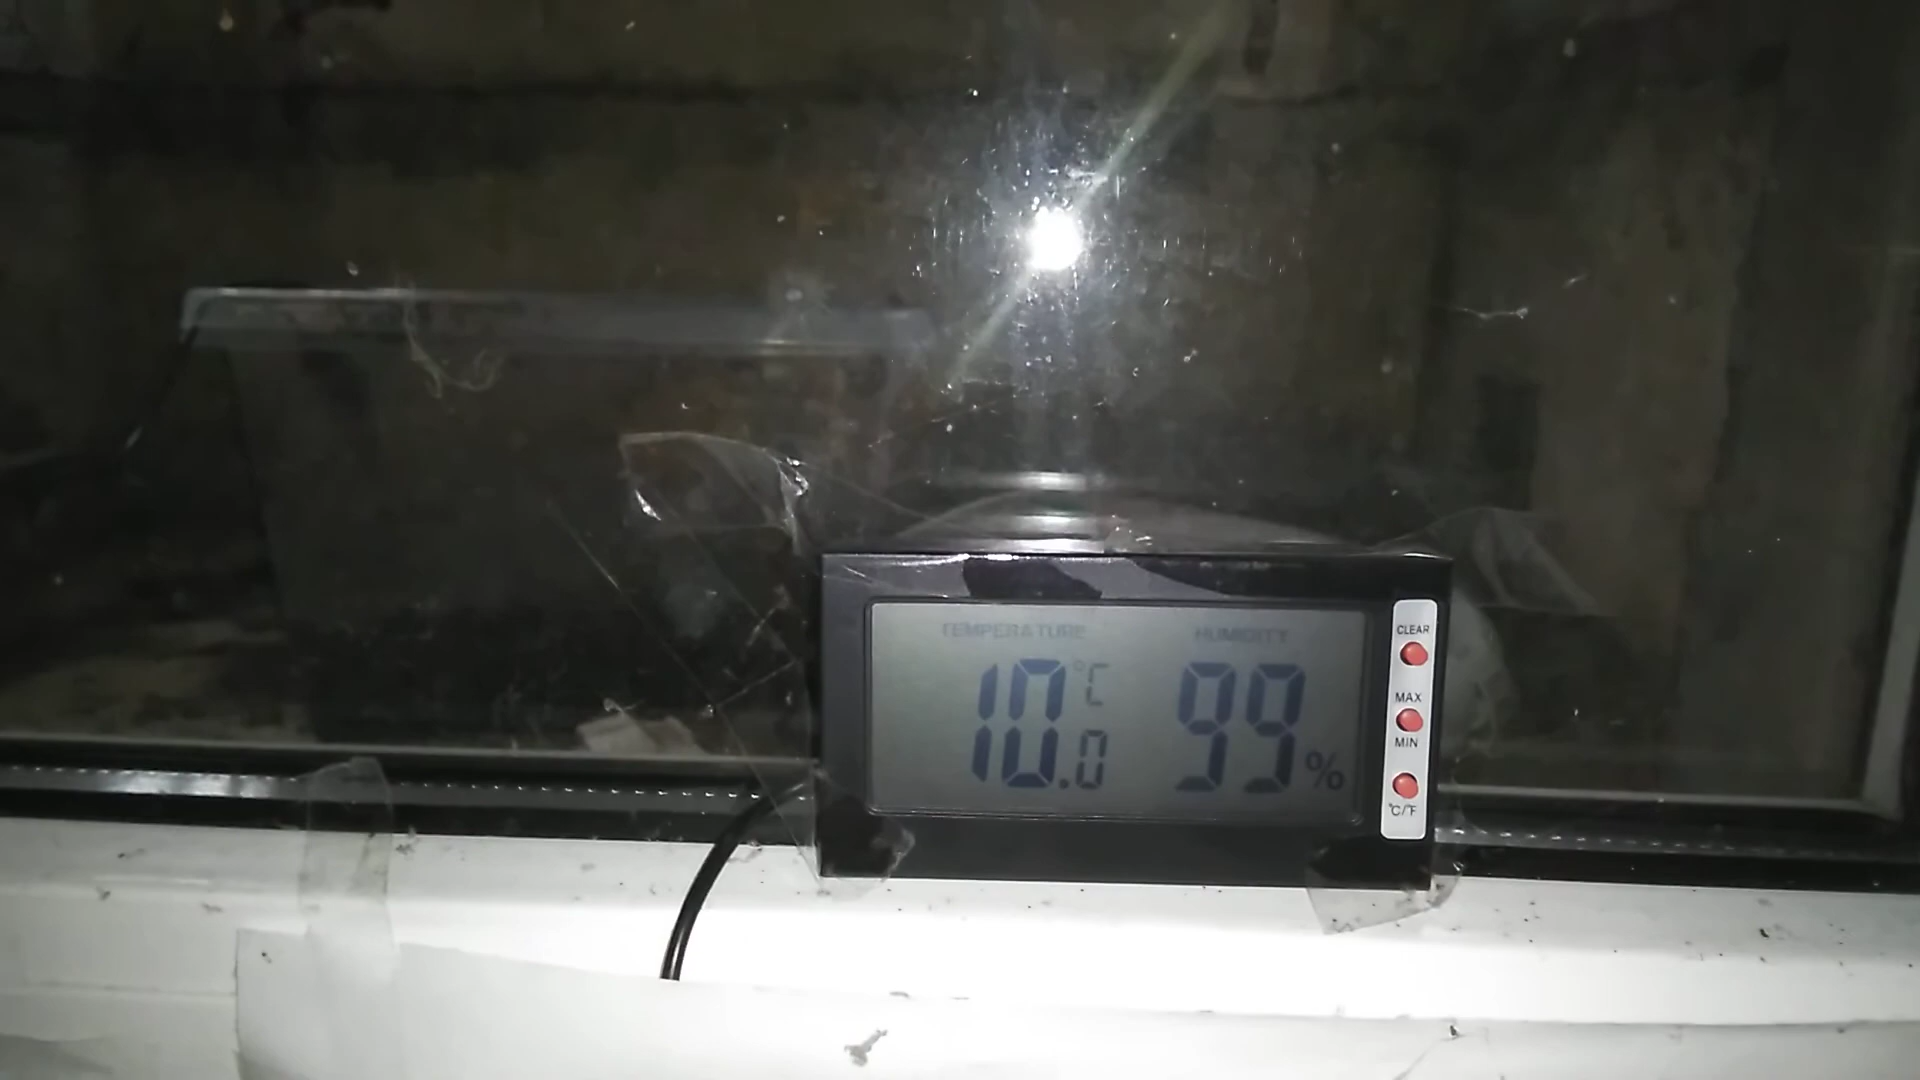 TEMPERATURE HUMIDITY
10.0 °C 99 %
CLEAR
MAX
MIN
°C/°F